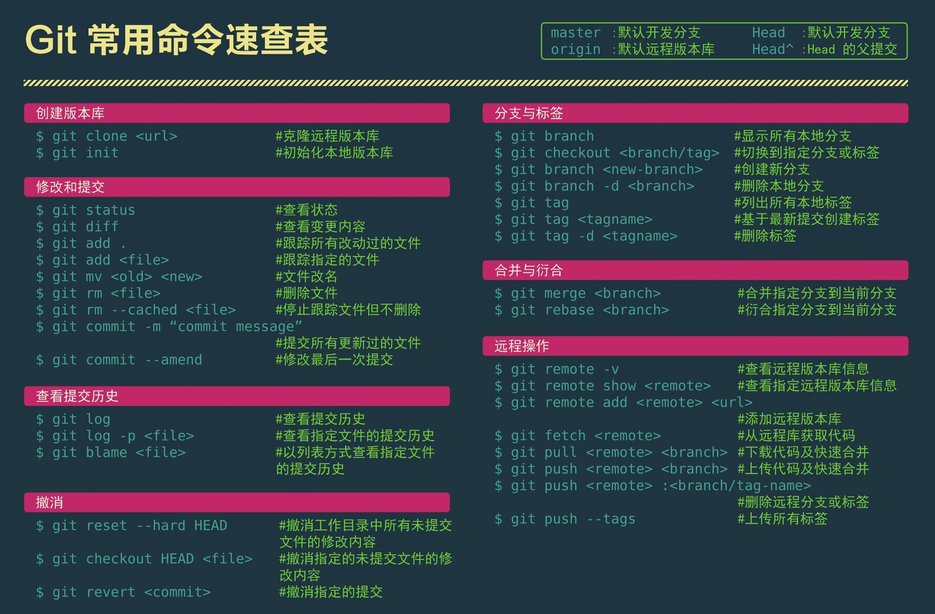 Git 常用命令速查表
master :默认开发分支 Head :默认开发分支
origin :默认远程版本库 Head^ :Head 的父提交
创建版本库
$ git clone <url> #克隆远程版本库
$ git init #初始化本地版本库
修改和提交
$ git status #查看状态
$ git diff #查看变更内容
$ git add . #跟踪所有改动过的文件
$ git add <file> #跟踪指定的文件
$ git mv <old> <new> #文件改名
$ git rm <file> #删除文件
$ git rm --cached <file> #停止跟踪文件但不删除
$ git commit -m “commit message”
#提交所有更新过的文件
$ git commit --amend #修改最后一次提交
查看提交历史
$ git log #查看提交历史
$ git log -p <file> #查看指定文件的提交历史
$ git blame <file> #以列表方式查看指定文件
的提交历史
撤消
$ git reset --hard HEAD #撤消工作目录中所有未提交
文件的修改内容
$ git checkout HEAD <file> #撤消指定的未提交文件的修
改内容
$ git revert <commit> #撤消指定的提交
分支与标签
$ git branch #显示所有本地分支
$ git checkout <branch/tag> #切换到指定分支或标签
$ git branch <new-branch> #创建新分支
$ git branch -d <branch> #删除本地分支
$ git tag #列出所有本地标签
$ git tag <tagname> #基于最新提交创建标签
$ git tag -d <tagname> #删除标签
合并与衍合
$ git merge <branch> #合并指定分支到当前分支
$ git rebase <branch> #衍合指定分支到当前分支
远程操作
$ git remote -v #查看远程版本库信息
$ git remote show <remote> #查看指定远程版本库信息
$ git remote add <remote> <url>
#添加远程版本库
$ git fetch <remote> #从远程库获取代码
$ git pull <remote> <branch> #下载代码及快速合并
$ git push <remote> <branch> #上传代码及快速合并
$ git push <remote> :<branch/tag-name>
#删除远程分支或标签
$ git push --tags #上传所有标签